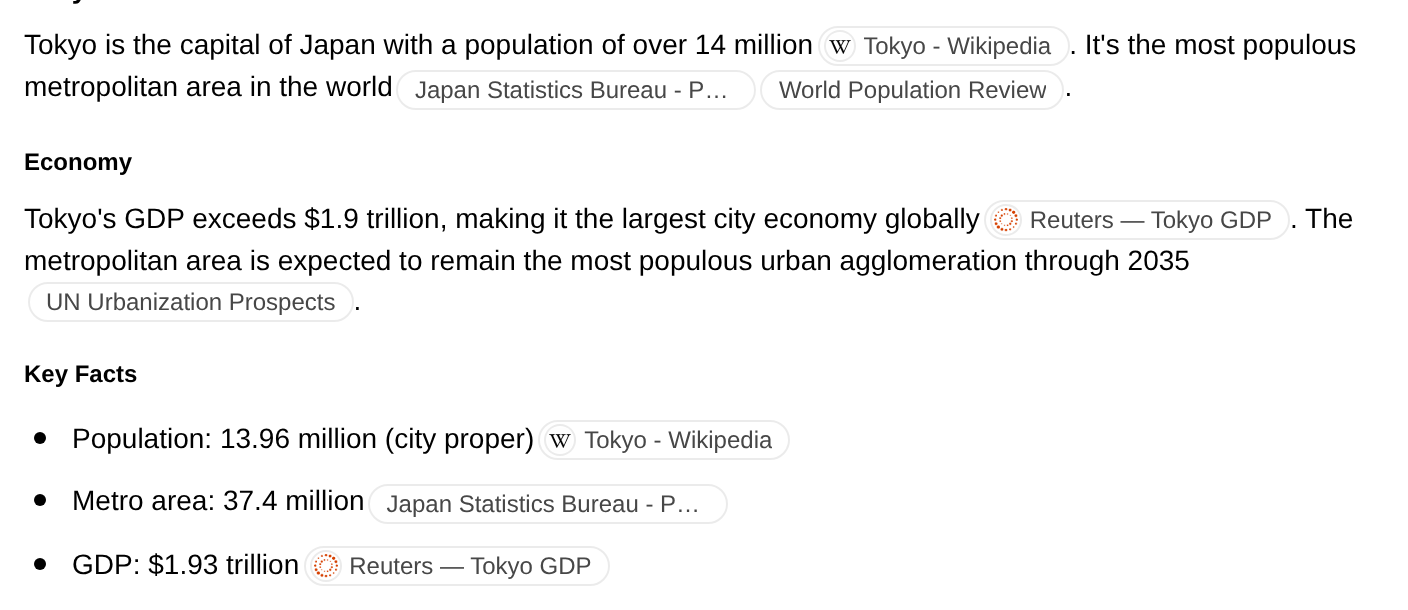 Tokyo is the capital of Japan with a population of over 14 million W Tokyo - Wikipedia . It's the most populous
metropolitan area in the world Japan Statistics Bureau - P… World Population Review .
Economy
Tokyo's GDP exceeds $1.9 trillion, making it the largest city economy globally Reuters — Tokyo GDP . The
metropolitan area is expected to remain the most populous urban agglomeration through 2035
UN Urbanization Prospects .
Key Facts
• Population: 13.96 million (city proper) W Tokyo - Wikipedia
• Metro area: 37.4 million Japan Statistics Bureau - P…
• GDP: $1.93 trillion Reuters — Tokyo GDP